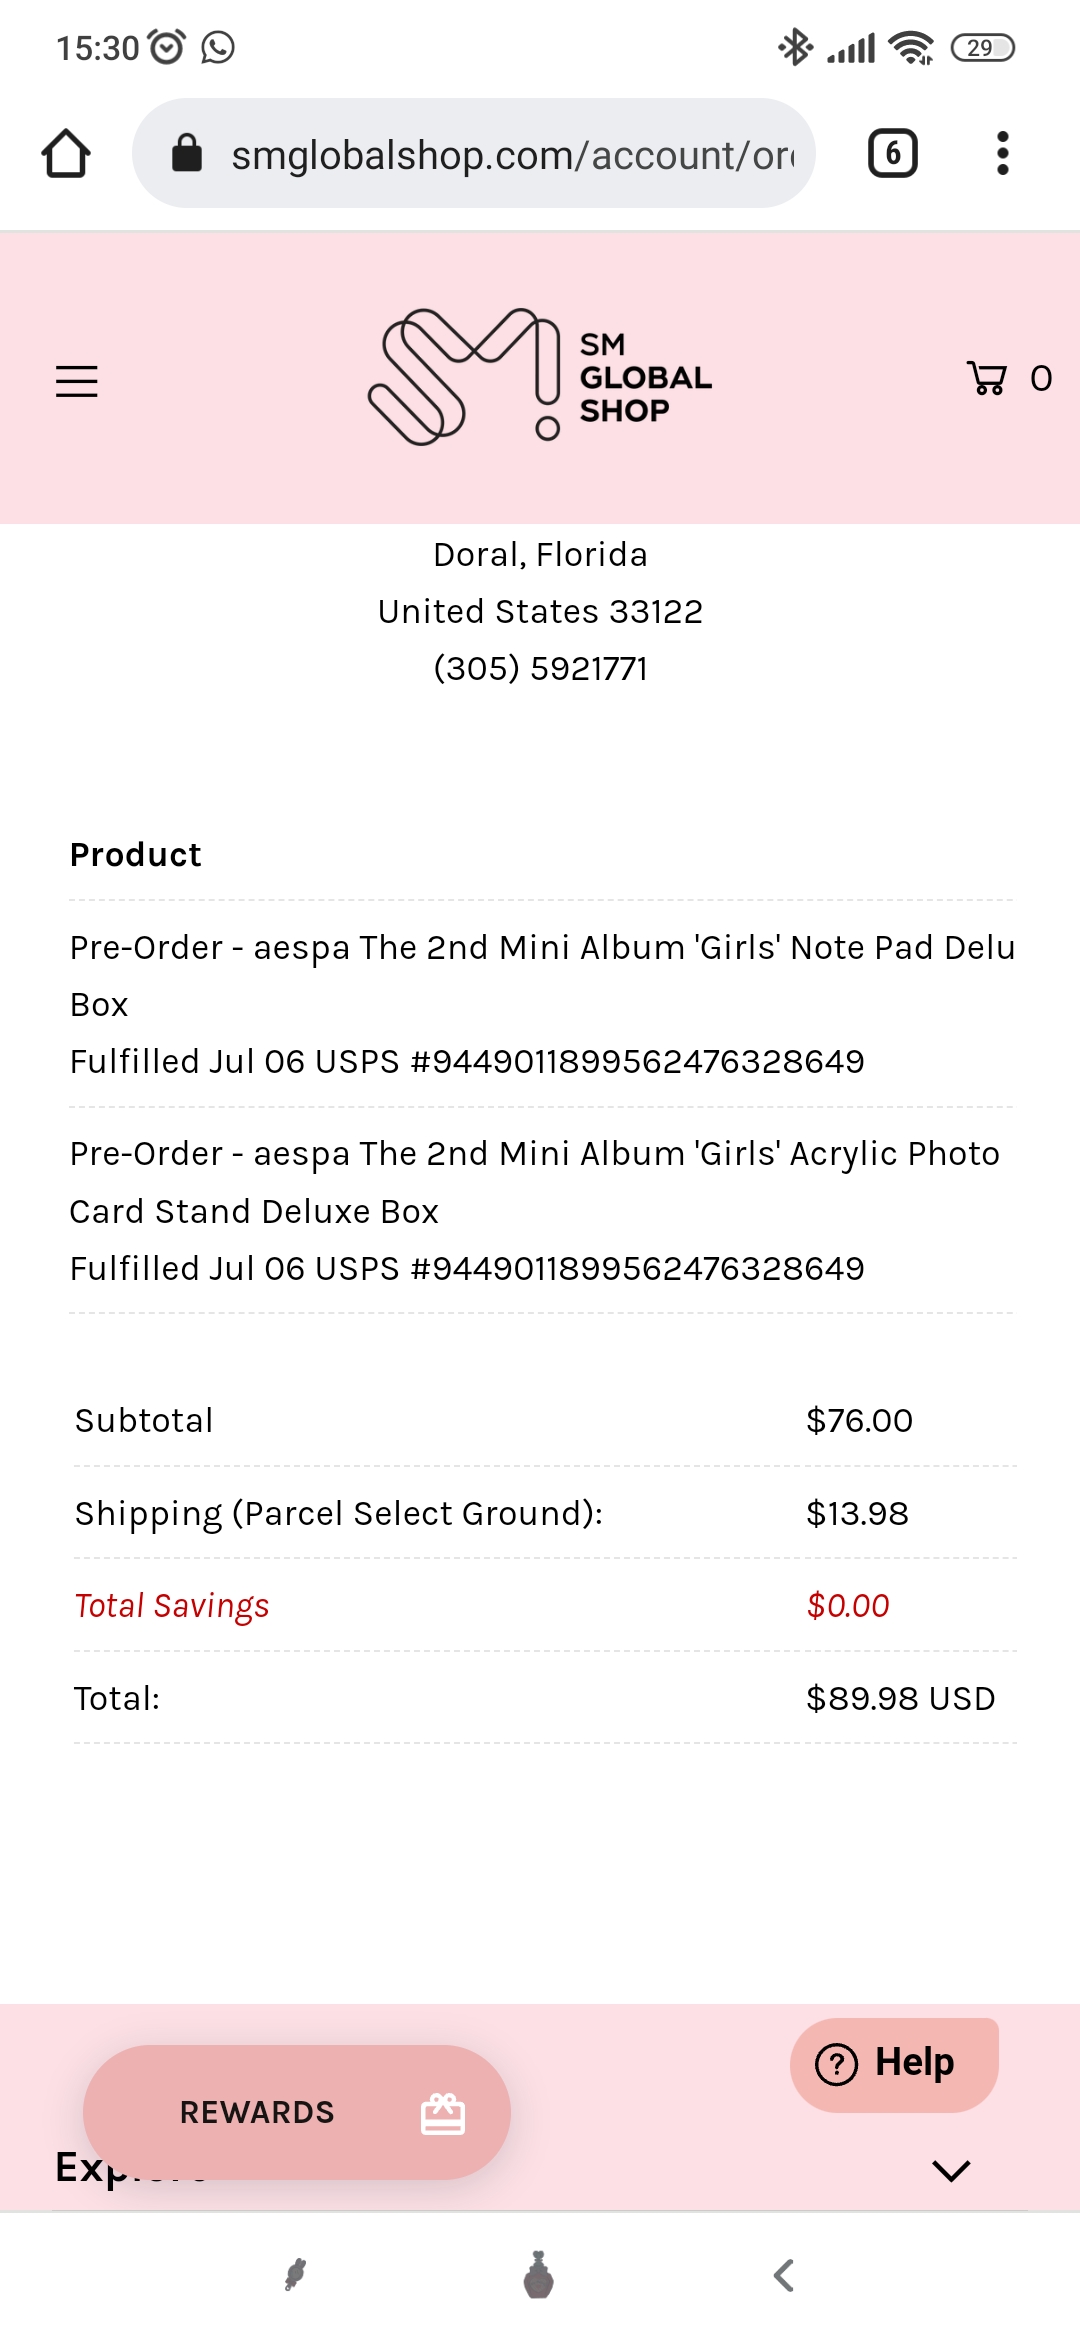 15:30
29
smglobalshop.com/account/or
6
SM
GLOBAL
SHOP
0
Doral, Florida
United States 33122
(305) 5921771
Product
Pre-Order - aespa The 2nd Mini Album 'Girls' Note Pad Delu
Box
Fulfilled Jul 06 USPS #9449011899562476328649
Pre-Order - aespa The 2nd Mini Album 'Girls' Acrylic Photo
Card Stand Deluxe Box
Fulfilled Jul 06 USPS #9449011899562476328649
Subtotal $76.00
Shipping (Parcel Select Ground): $13.98
Total Savings $0.00
Total: $89.98 USD
Help
REWARDS
Explore